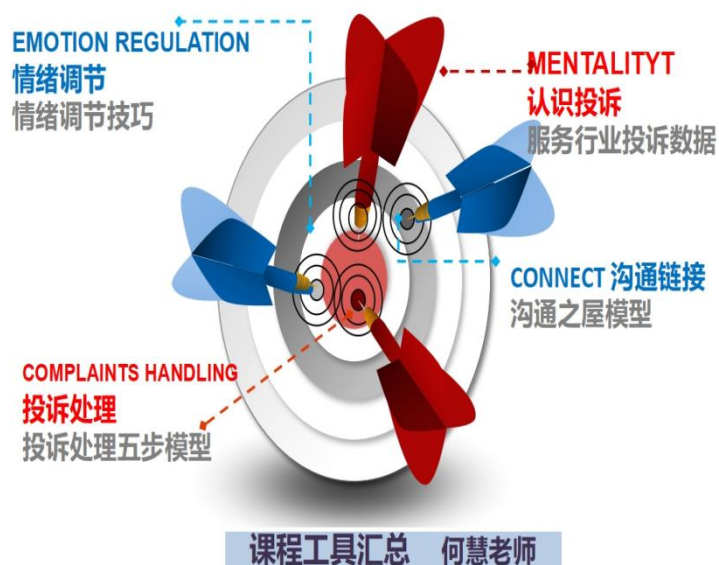 EMOTION REGULATION
情绪调节
情绪调节技巧
MENTALITYT
认识投诉
服务行业投诉数据
CONNECT 沟通链接
沟通之屋模型
COMPLAINTS HANDLING
投诉处理
投诉处理五步模型
课程工具汇总 何慧老师